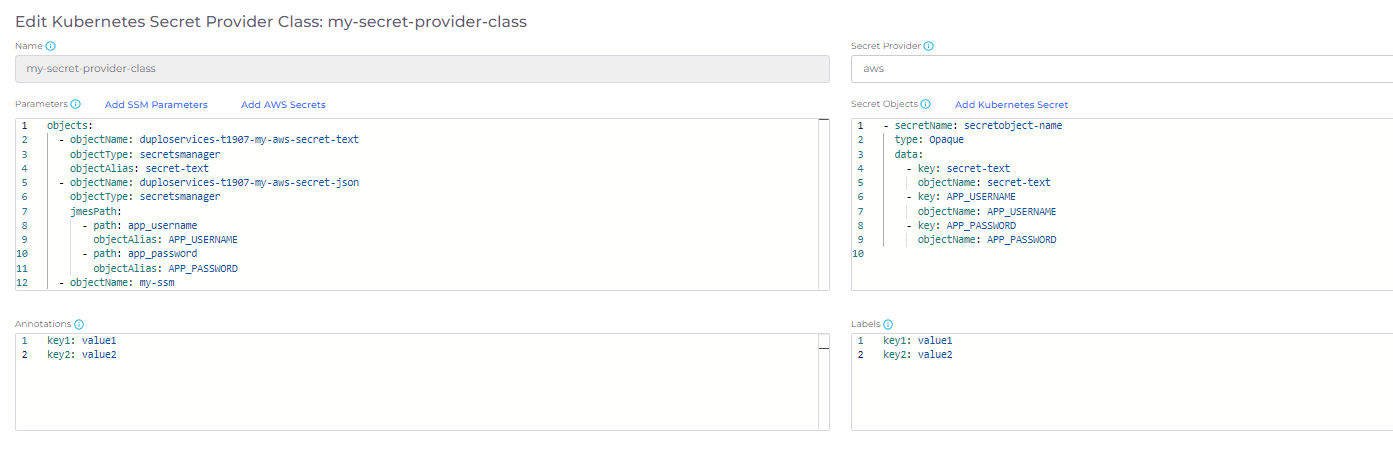 Edit Kubernetes Secret Provider Class: my-secret-provider-class
Name
my-secret-provider-class
Secret Provider
aws
Parameters Add SSM Parameters Add AWS Secrets
1 objects:
2 - objectName: duploservices-t1907-my-aws-secret-text
3 objectType: secretsmanager
4 objectAlias: secret-text
5 - objectName: duploservices-t1907-my-aws-secret-json
6 objectType: secretsmanager
7 jmesPath:
8 - path: app_username
9 objectAlias: APP_USERNAME
10 - path: app_password
11 objectAlias: APP_PASSWORD
12 - objectName: my-ssm
Secret Objects Add Kubernetes Secret
1 - secretName: secretobject-name
2 type: Opaque
3 data:
4 - key: secret-text
5 objectName: secret-text
6 - key: APP_USERNAME
7 objectName: APP_USERNAME
8 - key: APP_PASSWORD
9 objectName: APP_PASSWORD
10
Annotations
1 key1: value1
2 key2: value2
Labels
1 key1: value1
2 key2: value2